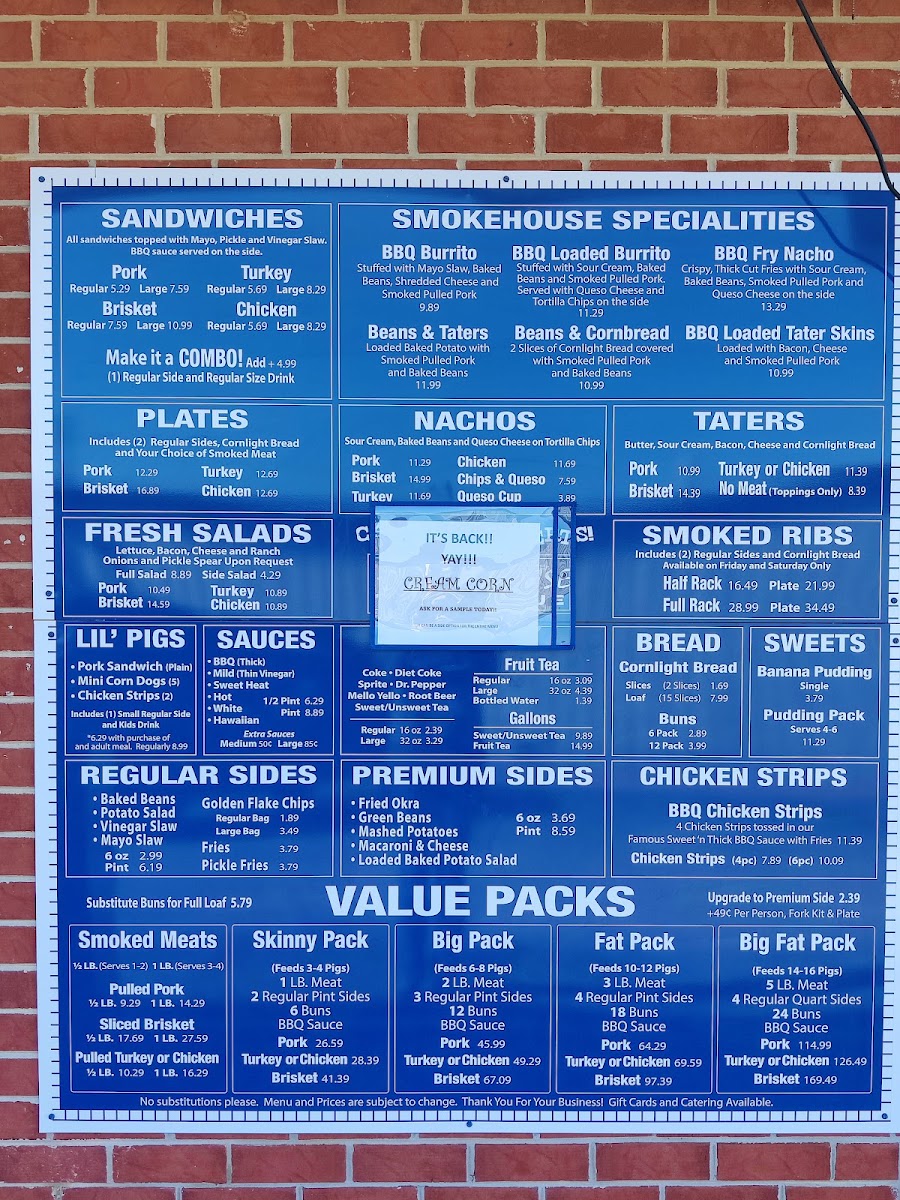 SANDWICHES
All sandwiches topped with Mayo, Pickle and Vinegar Slaw.
BBQ sauce served on the side.
Pork
Regular 5.29 Large 7.59
Turkey
Regular 5.69 Large 8.29
Brisket
Regular 7.59 Large 10.99
Chicken
Regular 5.69 Large 8.29
Make it a COMBO! Add + 4.99
(1) Regular Side and Regular Size Drink
SMOKEHOUSE SPECIALITIES
BBQ Burrito
Stuffed with Mayo Slaw, Baked
Beans, Shredded Cheese and
Smoked Pulled Pork
9.89
BBQ Loaded Burrito
Stuffed with Sour Cream, Baked
Beans and Smoked Pulled Pork.
Served with Queso Cheese and
Tortilla Chips on the side
11.29
BBQ Fry Nacho
Crispy, Thick Cut Fries with Sour Cream,
Baked Beans, Smoked Pulled Pork and
Queso Cheese on the side
13.29
Beans & Taters
Loaded Baked Potato with
Smoked Pulled Pork
and Baked Beans
11.99
Beans & Cornbread
2 Slices of Cornlight Bread covered
with Smoked Pulled Pork
and Baked Beans
10.99
BBQ Loaded Tater Skins
Loaded with Bacon, Cheese
and Smoked Pulled Pork
10.99
PLATES
Includes (2) Regular Sides, Cornlight Bread
and Your Choice of Smoked Meat
Pork 12.29 Turkey 12.69
Brisket 16.89 Chicken 12.69
NACHOS
Sour Cream, Baked Beans and Queso Cheese on Tortilla Chips
Pork 11.29 Chicken 11.69
Brisket 14.99 Chips & Queso 7.59
Turkey 11.69 Queso Cup 3.89
TATERS
Butter, Sour Cream, Bacon, Cheese and Cornlight Bread
Pork 10.99 Turkey or Chicken 11.39
Brisket 14.39 No Meat (Toppings Only) 8.39
FRESH SALADS
Lettuce, Bacon, Cheese and Ranch
Onions and Pickle Spear Upon Request
Full Salad 8.89 Side Salad 4.29
Pork 10.49 Turkey 10.89
Brisket 14.59 Chicken 10.89
IT'S BACK!!
YAY!!!
CREAM CORN
ASK FOR A SAMPLE TODAY!!
SMOKED RIBS
Includes (2) Regular Sides and Cornlight Bread
Available on Friday and Saturday Only
Half Rack 16.49 Plate 21.99
Full Rack 28.99 Plate 34.49
LIL' PIGS
• Pork Sandwich (Plain)
• Mini Corn Dogs (5)
• Chicken Strips (2)
Includes (1) Small Regular Side
and Kids Drink
*6.29 with purchase of
and adult meal. Regularly 8.99
SAUCES
• BBQ (Thick)
• Mild (Thin Vinegar)
• Sweet Heat
• Hot
• White
• Hawaiian
1/2 Pint 6.29
Pint 8.89
Extra Sauces
Medium 50¢ Large 85¢
Coke • Diet Coke
Sprite • Dr. Pepper
Mello Yello • Root Beer
Sweet/Unsweet Tea
Regular 16 oz 2.39
Large 32 oz 3.29
Fruit Tea
Regular 16 oz 3.09
Large 32 oz 4.39
Bottled Water 1.39
Gallons
Sweet/Unsweet Tea 9.89
Fruit Tea 14.99
BREAD
Cornlight Bread
Slices (2 Slices) 1.69
Loaf (15 Slices) 7.99
Buns
6 Pack 2.89
12 Pack 3.99
SWEETS
Banana Pudding
Single
3.79
Pudding Pack
Serves 4-6
11.29
REGULAR SIDES
• Baked Beans
• Potato Salad
• Vinegar Slaw
• Mayo Slaw
6 oz 2.99
Pint 6.19
Golden Flake Chips
Regular Bag 1.89
Large Bag 3.49
Fries 3.79
Pickle Fries 3.79
PREMIUM SIDES
• Fried Okra
• Green Beans
• Mashed Potatoes
• Macaroni & Cheese
• Loaded Baked Potato Salad
6 oz 3.69
Pint 8.59
CHICKEN STRIPS
BBQ Chicken Strips
4 Chicken Strips tossed in our
Famous Sweet 'n Thick BBQ Sauce with Fries 11.39
Chicken Strips (4pc) 7.89 (6pc) 10.09
Substitute Buns for Full Loaf 5.79
VALUE PACKS
Upgrade to Premium Side 2.39
+49¢ Per Person, Fork Kit & Plate
Smoked Meats
½ LB. (Serves 1-2) 1 LB. (Serves 3-4)
Pulled Pork
½ LB. 9.29 1 LB. 14.29
Sliced Brisket
½ LB. 17.69 1 LB. 27.59
Pulled Turkey or Chicken
½ LB. 10.29 1 LB. 16.29
Skinny Pack
(Feeds 3-4 Pigs)
1 LB. Meat
2 Regular Pint Sides
6 Buns
BBQ Sauce
Pork 26.59
Turkey or Chicken 28.39
Brisket 41.39
Big Pack
(Feeds 6-8 Pigs)
2 LB. Meat
3 Regular Pint Sides
12 Buns
BBQ Sauce
Pork 45.99
Turkey or Chicken 49.29
Brisket 67.09
Fat Pack
(Feeds 10-12 Pigs)
3 LB. Meat
4 Regular Pint Sides
18 Buns
BBQ Sauce
Pork 64.29
Turkey or Chicken 69.59
Brisket 97.39
Big Fat Pack
(Feeds 14-16 Pigs)
5 LB. Meat
4 Regular Quart Sides
24 Buns
BBQ Sauce
Pork 114.99
Turkey or Chicken 126.49
Brisket 169.49
No substitutions please. Menu and Prices are subject to change. Thank You For Your Business! Gift Cards and Catering Available.